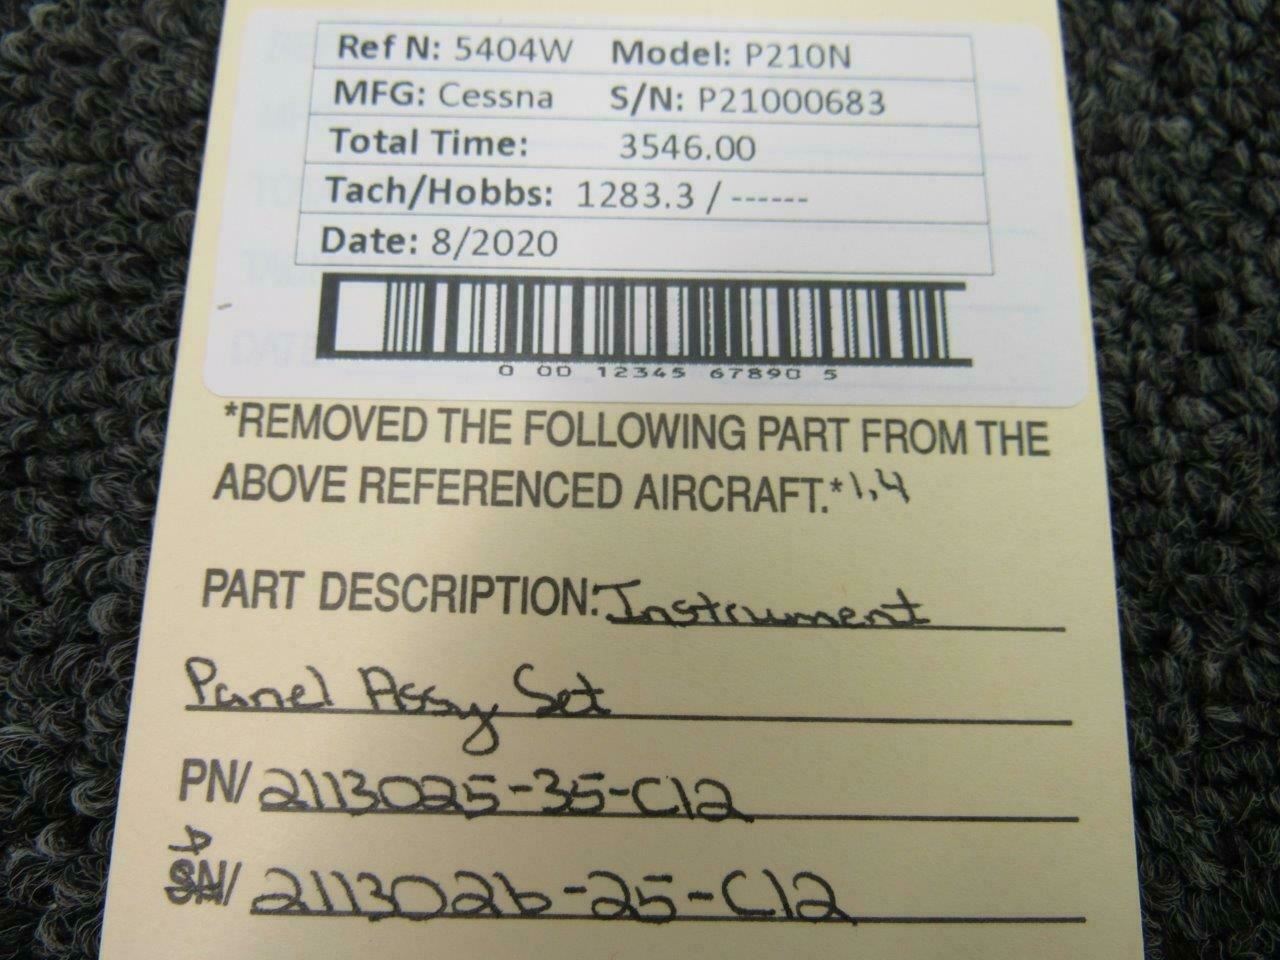 Ref N: 5404W Model: P210N
MFG: Cessna S/N: P21000683
Total Time: 3546.00
Tach/Hobbs: 1283.3 / ------
Date: 8/2020
0 00 12345 67890 5
*REMOVED THE FOLLOWING PART FROM THE
ABOVE REFERENCED AIRCRAFT.*1,4
PART DESCRIPTION: Instrument
Panel Assy Set
PN/ 2113025-35-C12
P
SN/ 2113026-25-C12